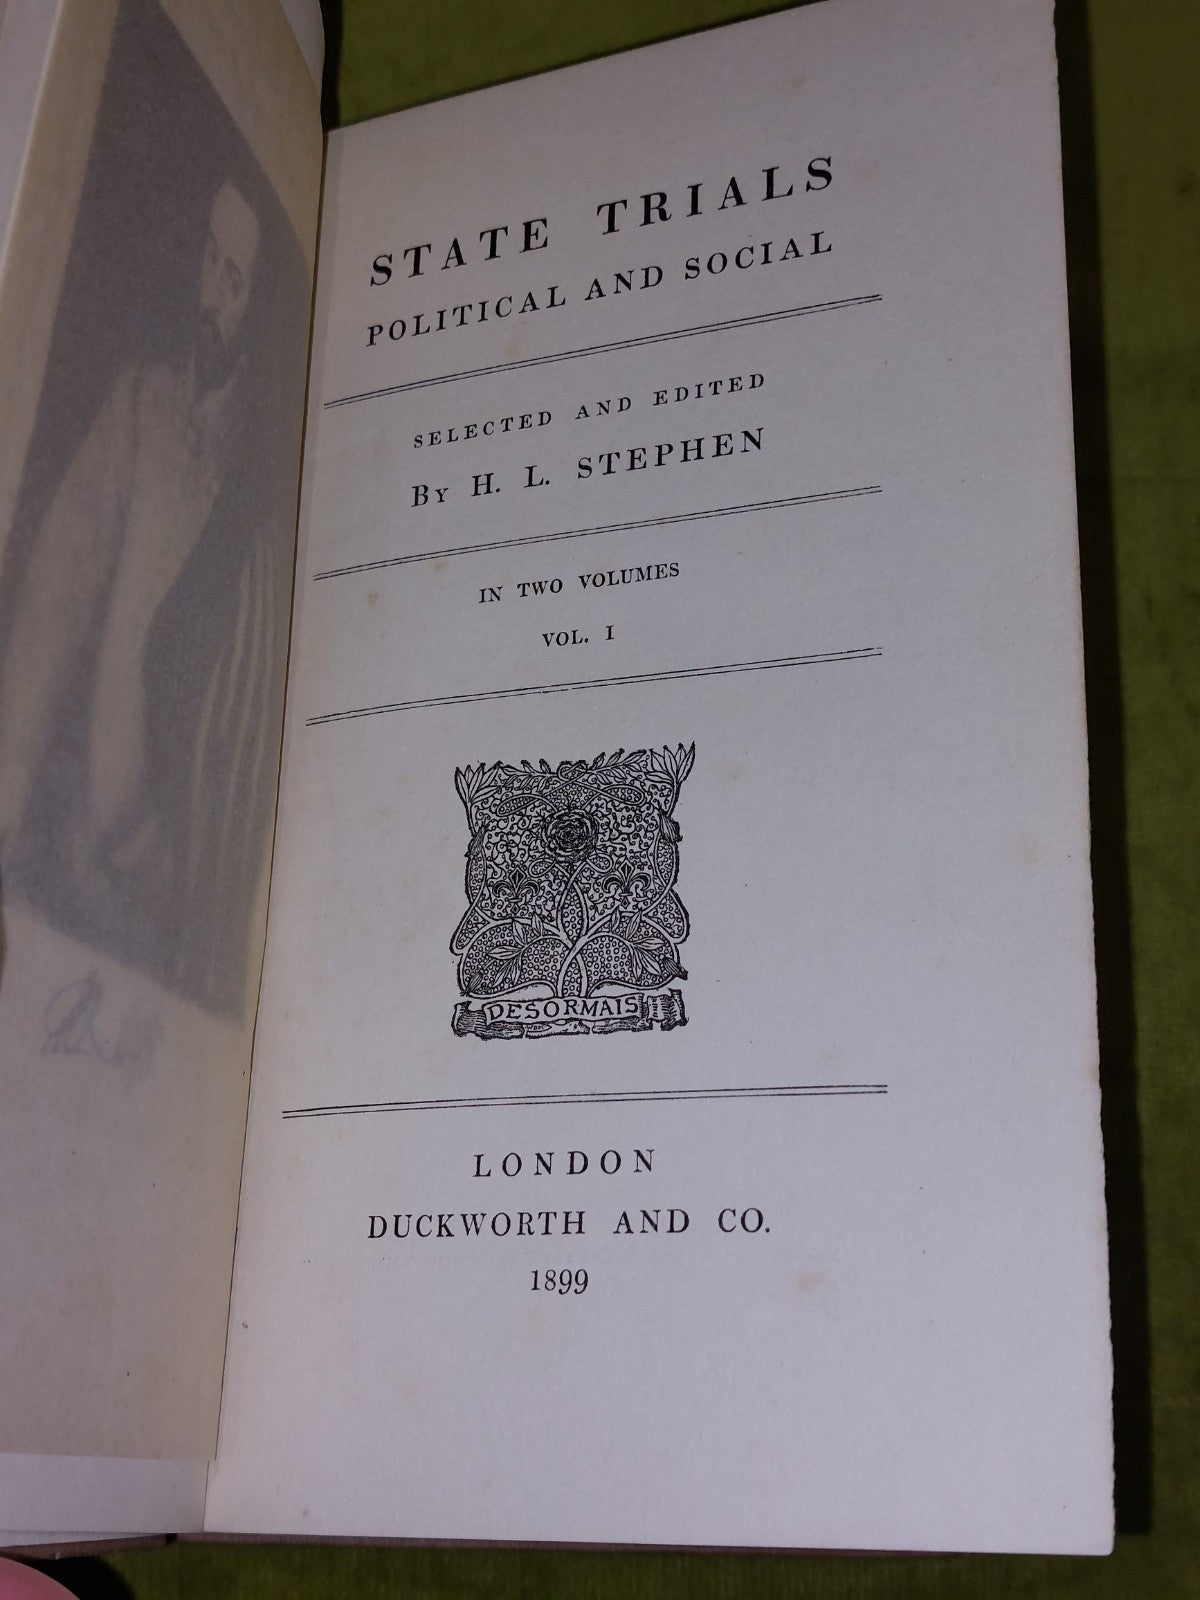 STATE TRIALS
POLITICAL AND SOCIAL
SELECTED AND EDITED
By H. L. STEPHEN
IN TWO VOLUMES
VOL. I
DESORMAIS
LONDON
DUCKWORTH AND CO.
1899